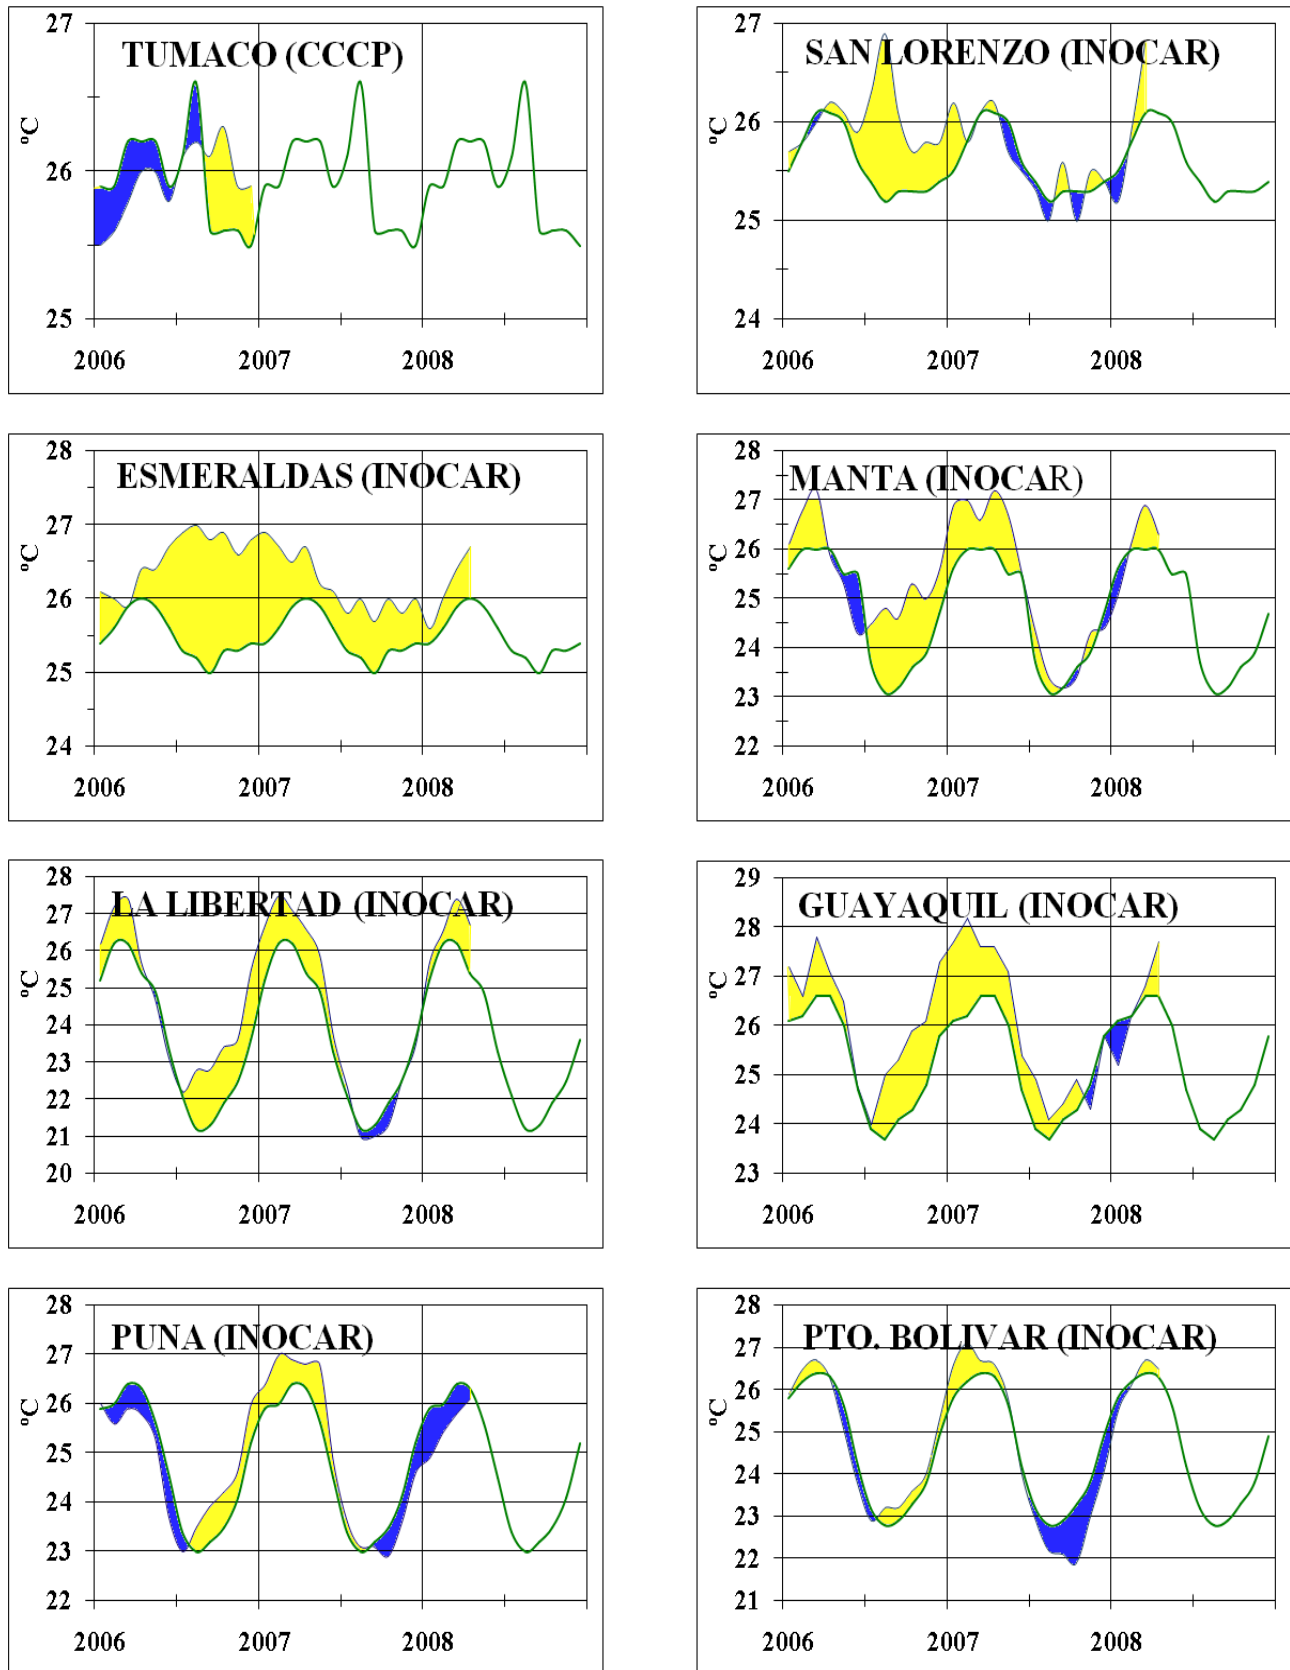 27
26
25
°C
TUMACO (CCCP)
2006 2007 2008
27
26
25
24
°C
SAN LORENZO (INOCAR)
2006 2007 2008
28
27
26
25
24
°C
ESMERALDAS (INOCAR)
2006 2007 2008
28
27
26
25
24
23
22
°C
MANTA (INOCAR)
2006 2007 2008
28
27
26
25
24
23
22
21
20
°C
LA LIBERTAD (INOCAR)
2006 2007 2008
29
28
27
26
25
24
23
°C
GUAYAQUIL (INOCAR)
2006 2007 2008
28
27
26
25
24
23
22
°C
PUNA (INOCAR)
2006 2007 2008
28
27
26
25
24
23
22
21
°C
PTO. BOLIVAR (INOCAR)
2006 2007 2008